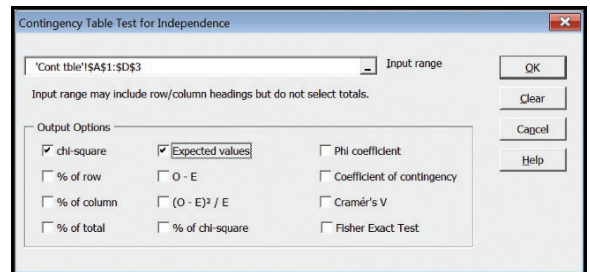 Contingency Table Test for Independence
'Cont tble'!$A$1:$D$3
_
Input range
OK
Input range may include row/column headings but do not select totals.
Clear
Cancel
Help
Output Options
chi-square
Expected values
Phi coefficient
% of row
O - E
Coefficient of contingency
% of column
(O - E)² / E
Cramér's V
% of total
% of chi-square
Fisher Exact Test